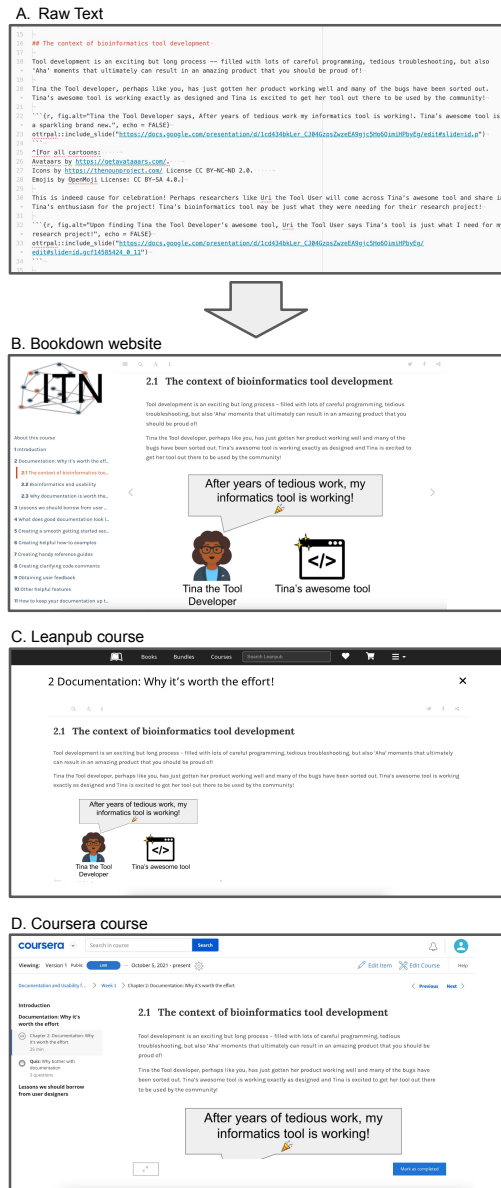 A. Raw Text
15
16 ## The context of bioinformatics tool development
17
18 Tool development is an exciting but long process –– filled with lots of careful programming, tedious troubleshooting, but also
'Aha' moments that ultimately can result in an amazing product that you should be proud of!
19
20 Tina the Tool Developer, perhaps like you, has just gotten her product working well and many of the bugs have been sorted out.
Tina's awesome tool is working exactly as designed and Tina is excited to get her tool out there to be used by the community!
21
22 ```{r, fig.alt="Tina the Tool Developer says, After years of tedious work my informatics tool is working!. Tina's awesome tool is
a sparkling brand new.", echo = FALSE}
23 ottrpal::include_slide("https://docs.google.com/presentation/d/1cd434bkLer_CJ04GzosZwzeEA9gjc5Ho6QimiHPbyEg/edit#slide=id.p")
24 ```
25 ^[For all cartoons:
26 Avataars by https://getavataaars.com/.
27 Icons by https://thenounproject.com/ License CC BY-NC-ND 2.0.
28 Emojis by OpenMoji License: CC BY-SA 4.0.]
29
30 This is indeed cause for celebration! Perhaps researchers like Uri the Tool User will come across Tina's awesome tool and share in
Tina's enthusiasm for the project! Tina's bioinformatics tool may be just what they were needing for their research project!
31
32 ```{r, fig.alt="Upon finding Tina the Tool Developer's awesome tool, Uri the Tool User says Tina's tool is just what I need for my
research project!", echo = FALSE}
33 ottrpal::include_slide("https://docs.google.com/presentation/d/1cd434bkLer_CJ04GzosZwzeEA9gjc5Ho6QimiHPbyEg/
edit#slide=id.gcf14585424_0_11")
34 ```
35
B. Bookdown website
ITN
About this course
1 Introduction
2 Documentation: Why it's worth the eff...
2.1 The context of bioinformatics too...
2.2 Bioinformatics and usability
2.3 Why documentation is worth the...
3 Lessons we should borrow from user ...
4 What does good documentation look l...
5 Creating a smooth getting started sec...
6 Creating helpful how-to examples
7 Creating handy reference guides
8 Creating clarifying code comments
9 Obtaining user feedback
10 Other helpful features
11 How to keep your documentation up t...
2.1 The context of bioinformatics tool development
Tool development is an exciting but long process – filled with lots of careful programming, tedious
troubleshooting, but also 'Aha' moments that ultimately can result in an amazing product that you
should be proud of!
Tina the Tool developer, perhaps like you, has just gotten her product working well and many of the
bugs have been sorted out. Tina's awesome tool is working exactly as designed and Tina is excited to
get her tool out there to be used by the community!
After years of tedious work, my
informatics tool is working!
</>
Tina the Tool
Developer
Tina's awesome tool
C. Leanpub course
Books Bundles Courses Search Leanpub
2 Documentation: Why it's worth the effort!
2.1 The context of bioinformatics tool development
Tool development is an exciting but long process – filled with lots of careful programming, tedious troubleshooting, but also 'Aha' moments that ultimately
can result in an amazing product that you should be proud of!
Tina the Tool developer, perhaps like you, has just gotten her product working well and many of the bugs have been sorted out. Tina's awesome tool is working
exactly as designed and Tina is excited to get her tool out there to be used by the community!
After years of tedious work, my
informatics tool is working!
</>
Tina the Tool
Developer
Tina's awesome tool
D. Coursera course
coursera Search in course Search
Viewing: Version 1 Public LIVE October 5, 2021 - present Edit Item Edit Course Help
Documentation and Usability f... > Week 1 > Chapter 2: Documentation: Why it's worth the effort < Previous Next >
Introduction
Documentation: Why it's
worth the effort
Chapter 2: Documentation: Why
it's worth the effort
25 min
Quiz: Why bother with
documentation
3 questions
Lessons we should borrow
from user designers
2.1 The context of bioinformatics tool development
Tool development is an exciting but long process – filled with lots of careful programming, tedious
troubleshooting, but also 'Aha' moments that ultimately can result in an amazing product that you should be
proud of!
Tina the Tool developer, perhaps like you, has just gotten her product working well and many of the bugs have
been sorted out. Tina's awesome tool is working exactly as designed and Tina is excited to get her tool out there
to be used by the community!
After years of tedious work, my
informatics tool is working!
Mark as completed